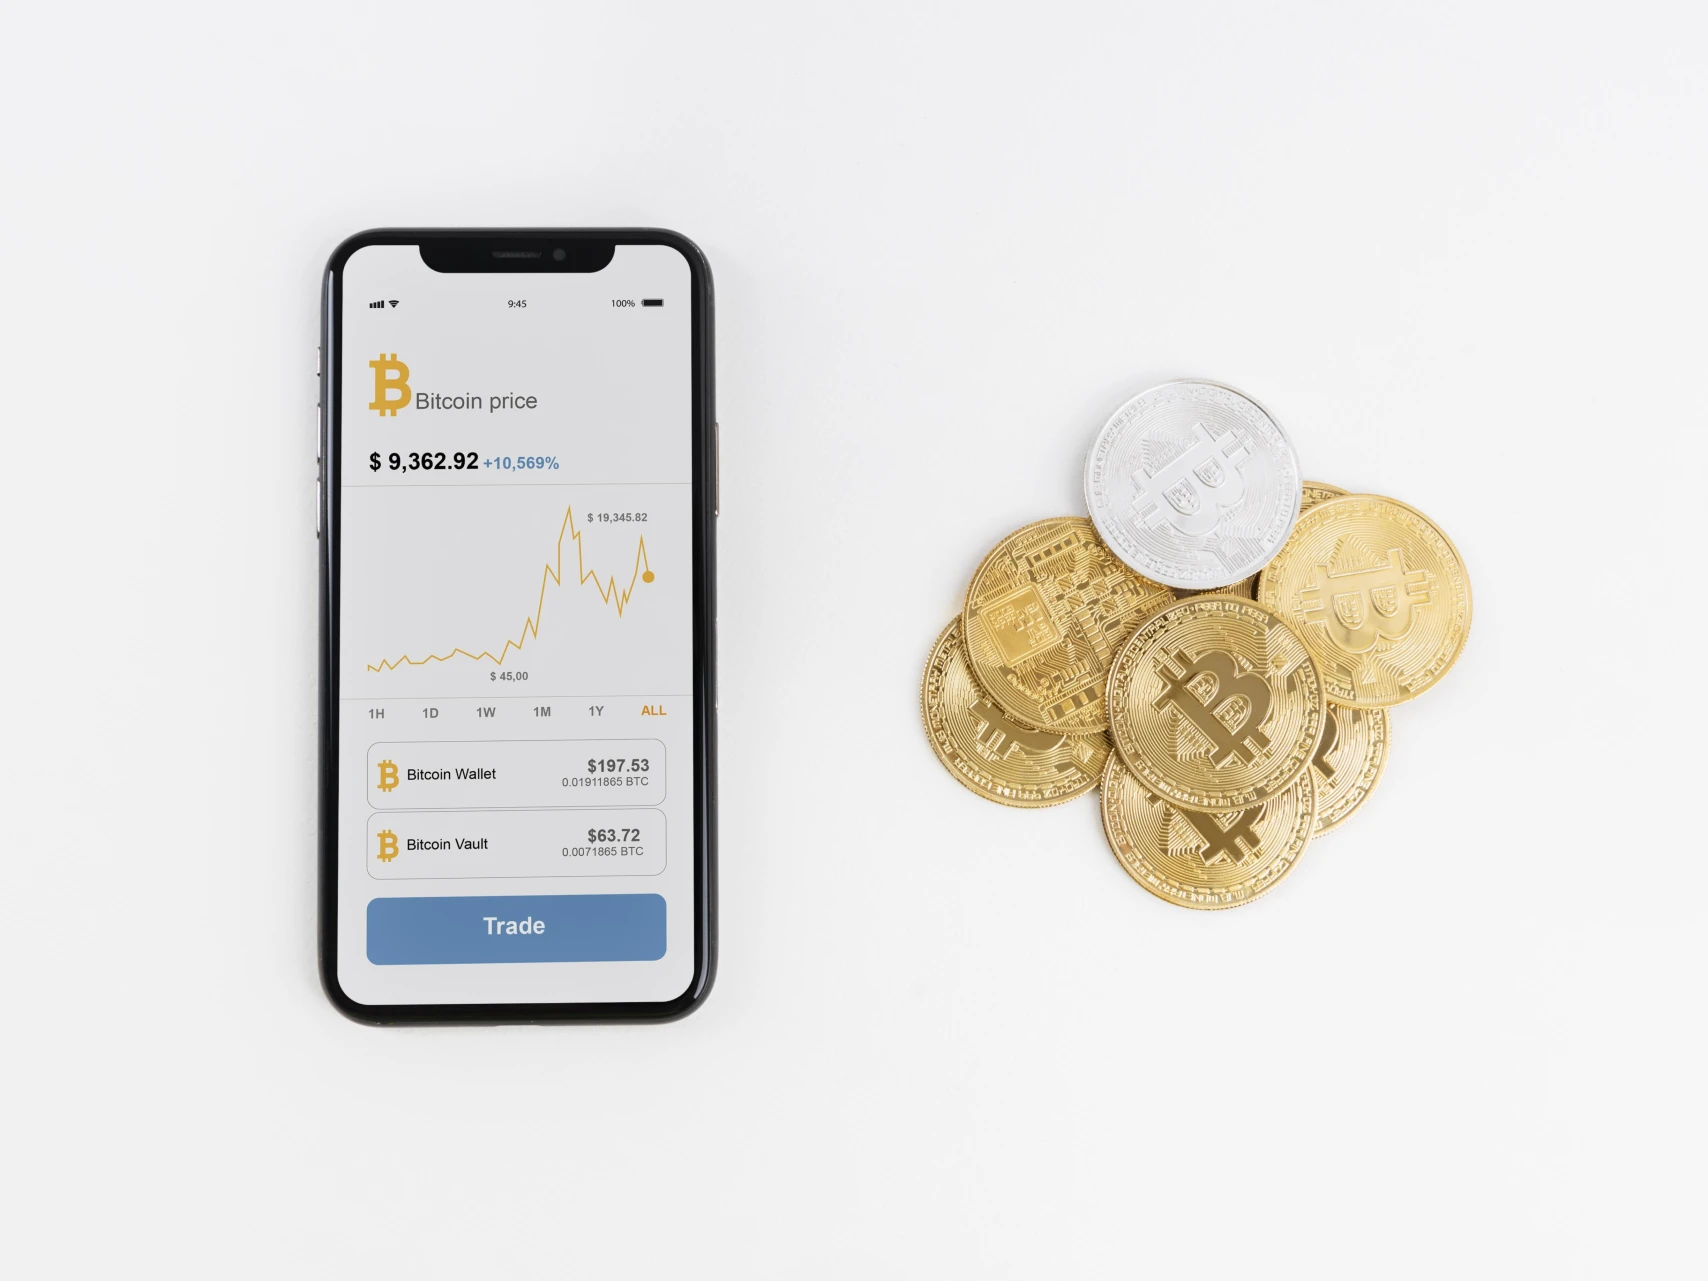 9:45
100%
Bitcoin price
$ 9,362.92 +10,569%
$ 19,345.82
$ 45,00
1H 1D 1W 1M 1Y ALL
Bitcoin Wallet
$197.53
0.01911865 BTC
Bitcoin Vault
$63.72
0.0071865 BTC
Trade